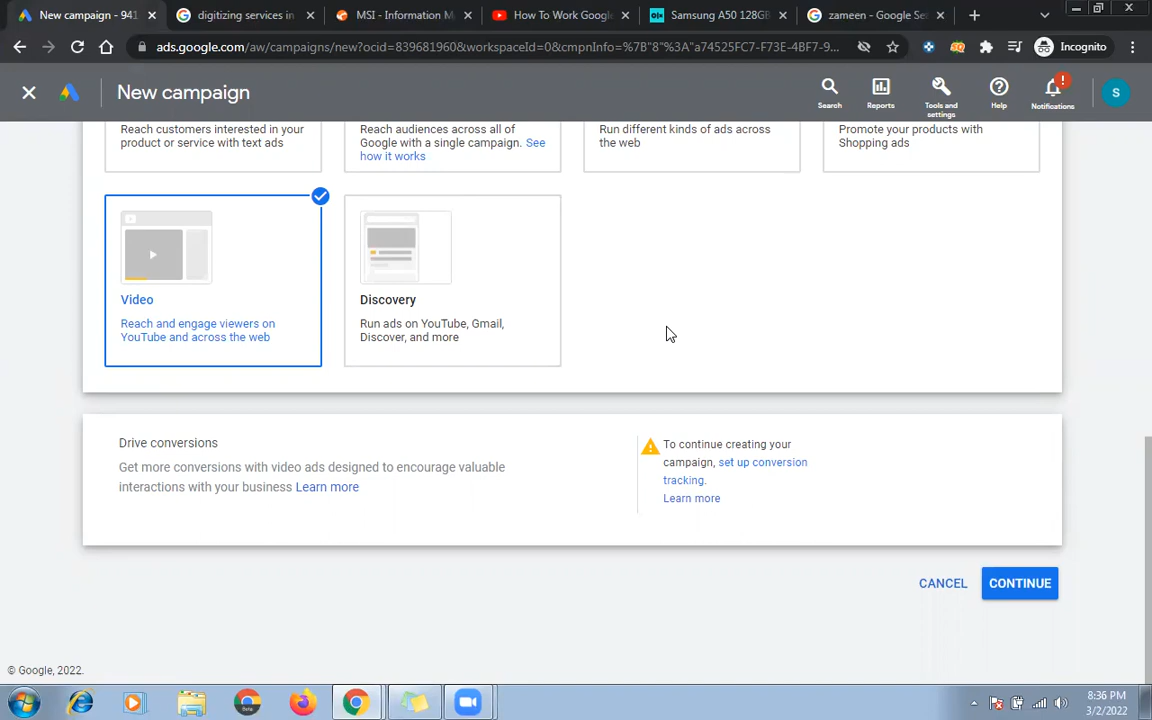 New campaign - 941
digitizing services in
MSI - Information M
How To Work Googl
Samsung A50 128GB
zameen - Google Se
ads.google.com/aw/campaigns/new?ocid=839681960&workspaceId=0&cmpnInfo=%7B"8"%3A"a74525FC7-F73E-4BF7-9...
Incognito
New campaign
Search
Reports
Tools and
settings
Help
Notifications
S
Reach customers interested in your
product or service with text ads
Reach audiences across all of
Google with a single campaign. See
how it works
Run different kinds of ads across
the web
Promote your products with
Shopping ads
Video
Reach and engage viewers on
YouTube and across the web
Discovery
Run ads on YouTube, Gmail,
Discover, and more
Drive conversions
Get more conversions with video ads designed to encourage valuable
interactions with your business Learn more
To continue creating your
campaign, set up conversion
tracking.
Learn more
CANCEL
CONTINUE
© Google, 2022.
8:36 PM
3/2/2022